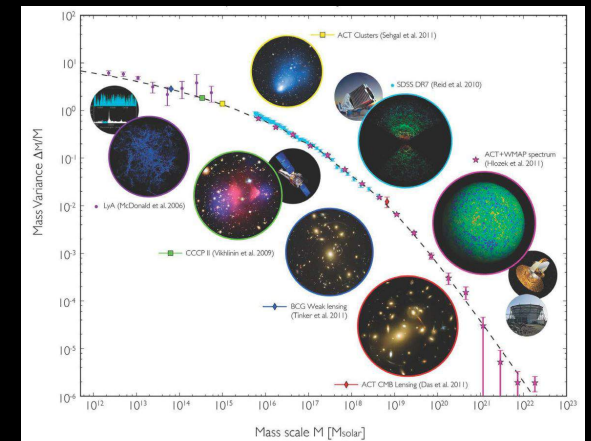 ACT Clusters (Sehgal et al. 2011)
SDSS DR7 (Reid et al. 2010)
ACT+WMAP spectrum
(Hlozek et al. 2011)
LyA (McDonald et al. 2006)
CCCP II (Vikhlinin et al. 2009)
BCG Weak lensing
(Tinker et al. 2011)
ACT CMB Lensing (Das et al. 2011)
Mass Variance ΔM/M
10²
10¹
10⁰
10⁻¹
10⁻²
10⁻³
10⁻⁴
10⁻⁵
10⁻⁶
10¹² 10¹³ 10¹⁴ 10¹⁵ 10¹⁶ 10¹⁷ 10¹⁸ 10¹⁹ 10²⁰ 10²¹ 10²² 10²³
Mass scale M [Msolar]